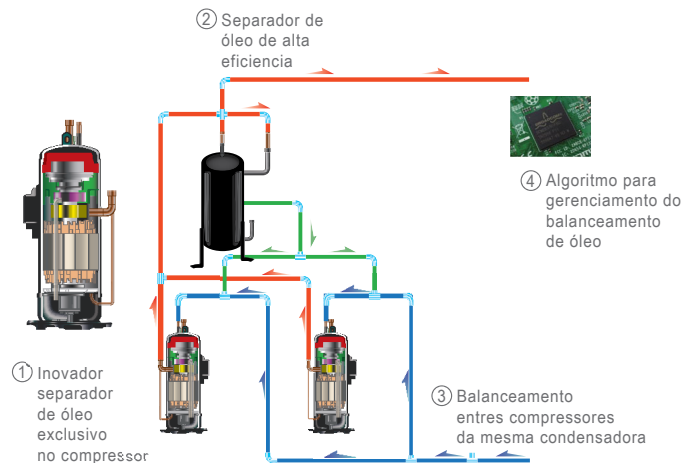 ② Separador de
óleo de alta
eficiencia
④ Algoritmo para
gerenciamento do
balanceamento
de óleo
① Inovador
separador
de óleo
exclusivo
no compressor
③ Balanceamento
entres compressores
da mesma condensadora